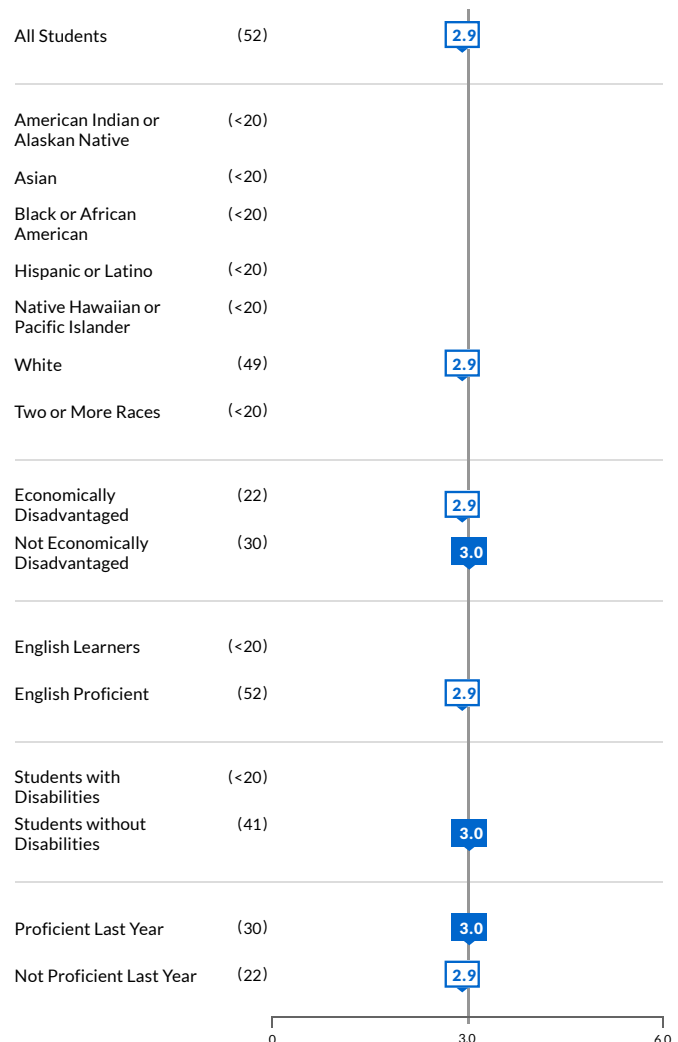 All Students (52) 2.9
American Indian or (<20)
Alaskan Native
Asian (<20)
Black or African (<20)
American
Hispanic or Latino (<20)
Native Hawaiian or (<20)
Pacific Islander
White (49) 2.9
Two or More Races (<20)
Economically (22) 2.9
Disadvantaged
Not Economically (30) 3.0
Disadvantaged
English Learners (<20)
English Proficient (52) 2.9
Students with (<20)
Disabilities
Students without (41) 3.0
Disabilities
Proficient Last Year (30) 3.0
Not Proficient Last Year (22) 2.9
0 3.0 6.0